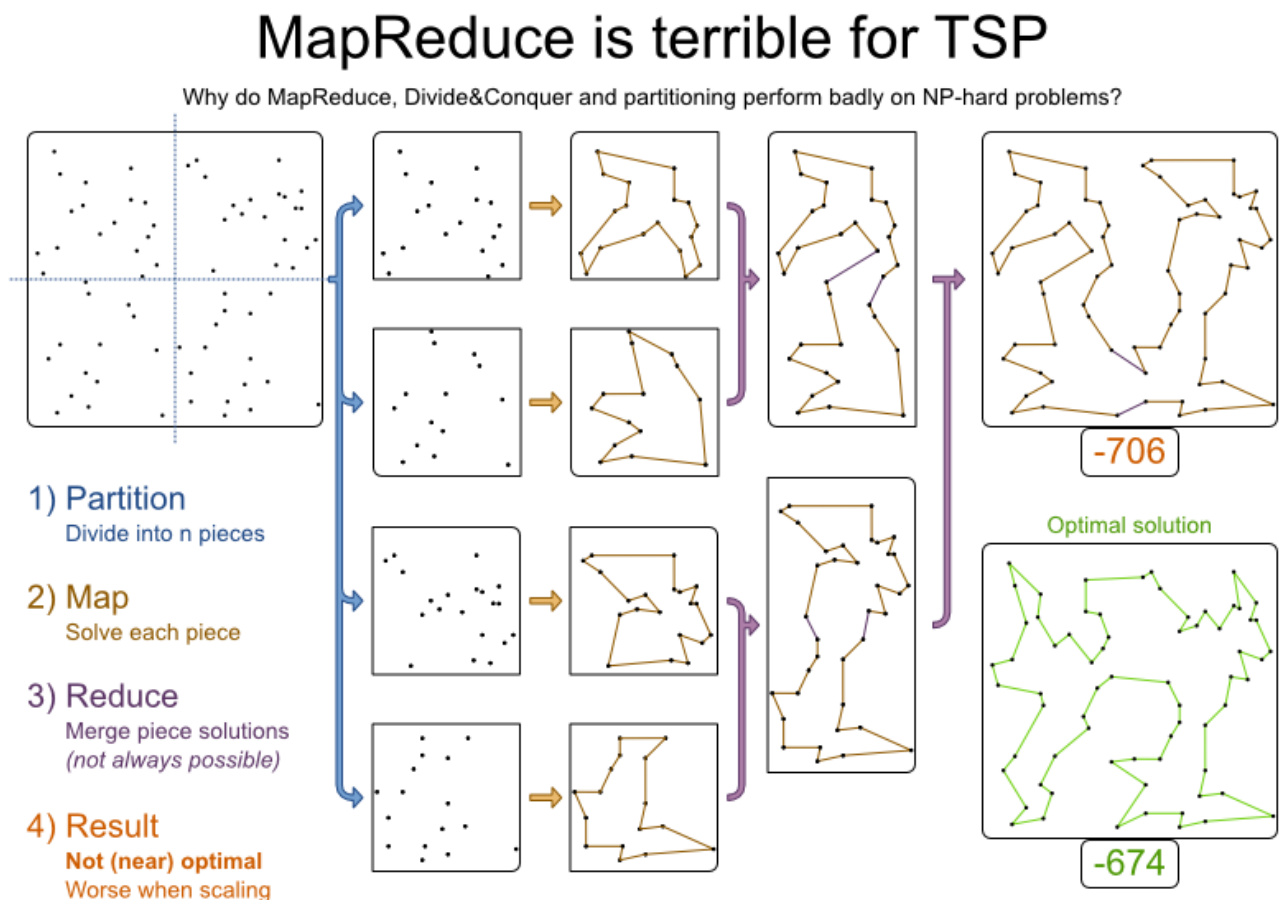 MapReduce is terrible for TSP
Why do MapReduce, Divide&Conquer and partitioning perform badly on NP-hard problems?
-706
1) Partition
Divide into n pieces
Optimal solution
2) Map
Solve each piece
3) Reduce
Merge piece solutions
(not always possible)
4) Result
Not (near) optimal
Worse when scaling
-674